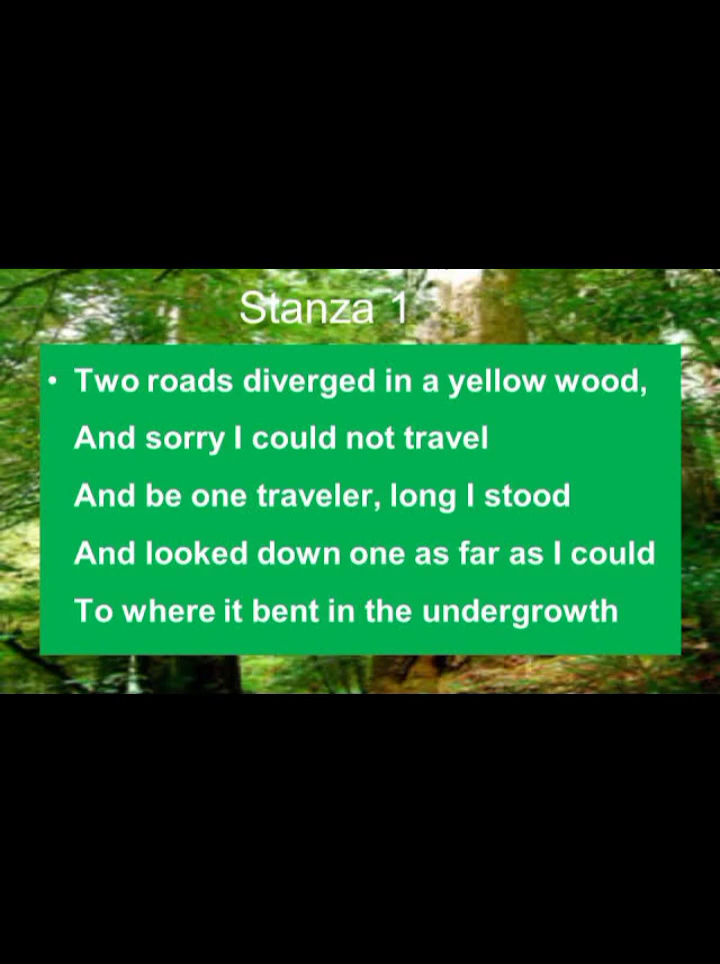 Stanza 1
• Two roads diverged in a yellow wood,
And sorry I could not travel
And be one traveler, long I stood
And looked down one as far as I could
To where it bent in the undergrowth